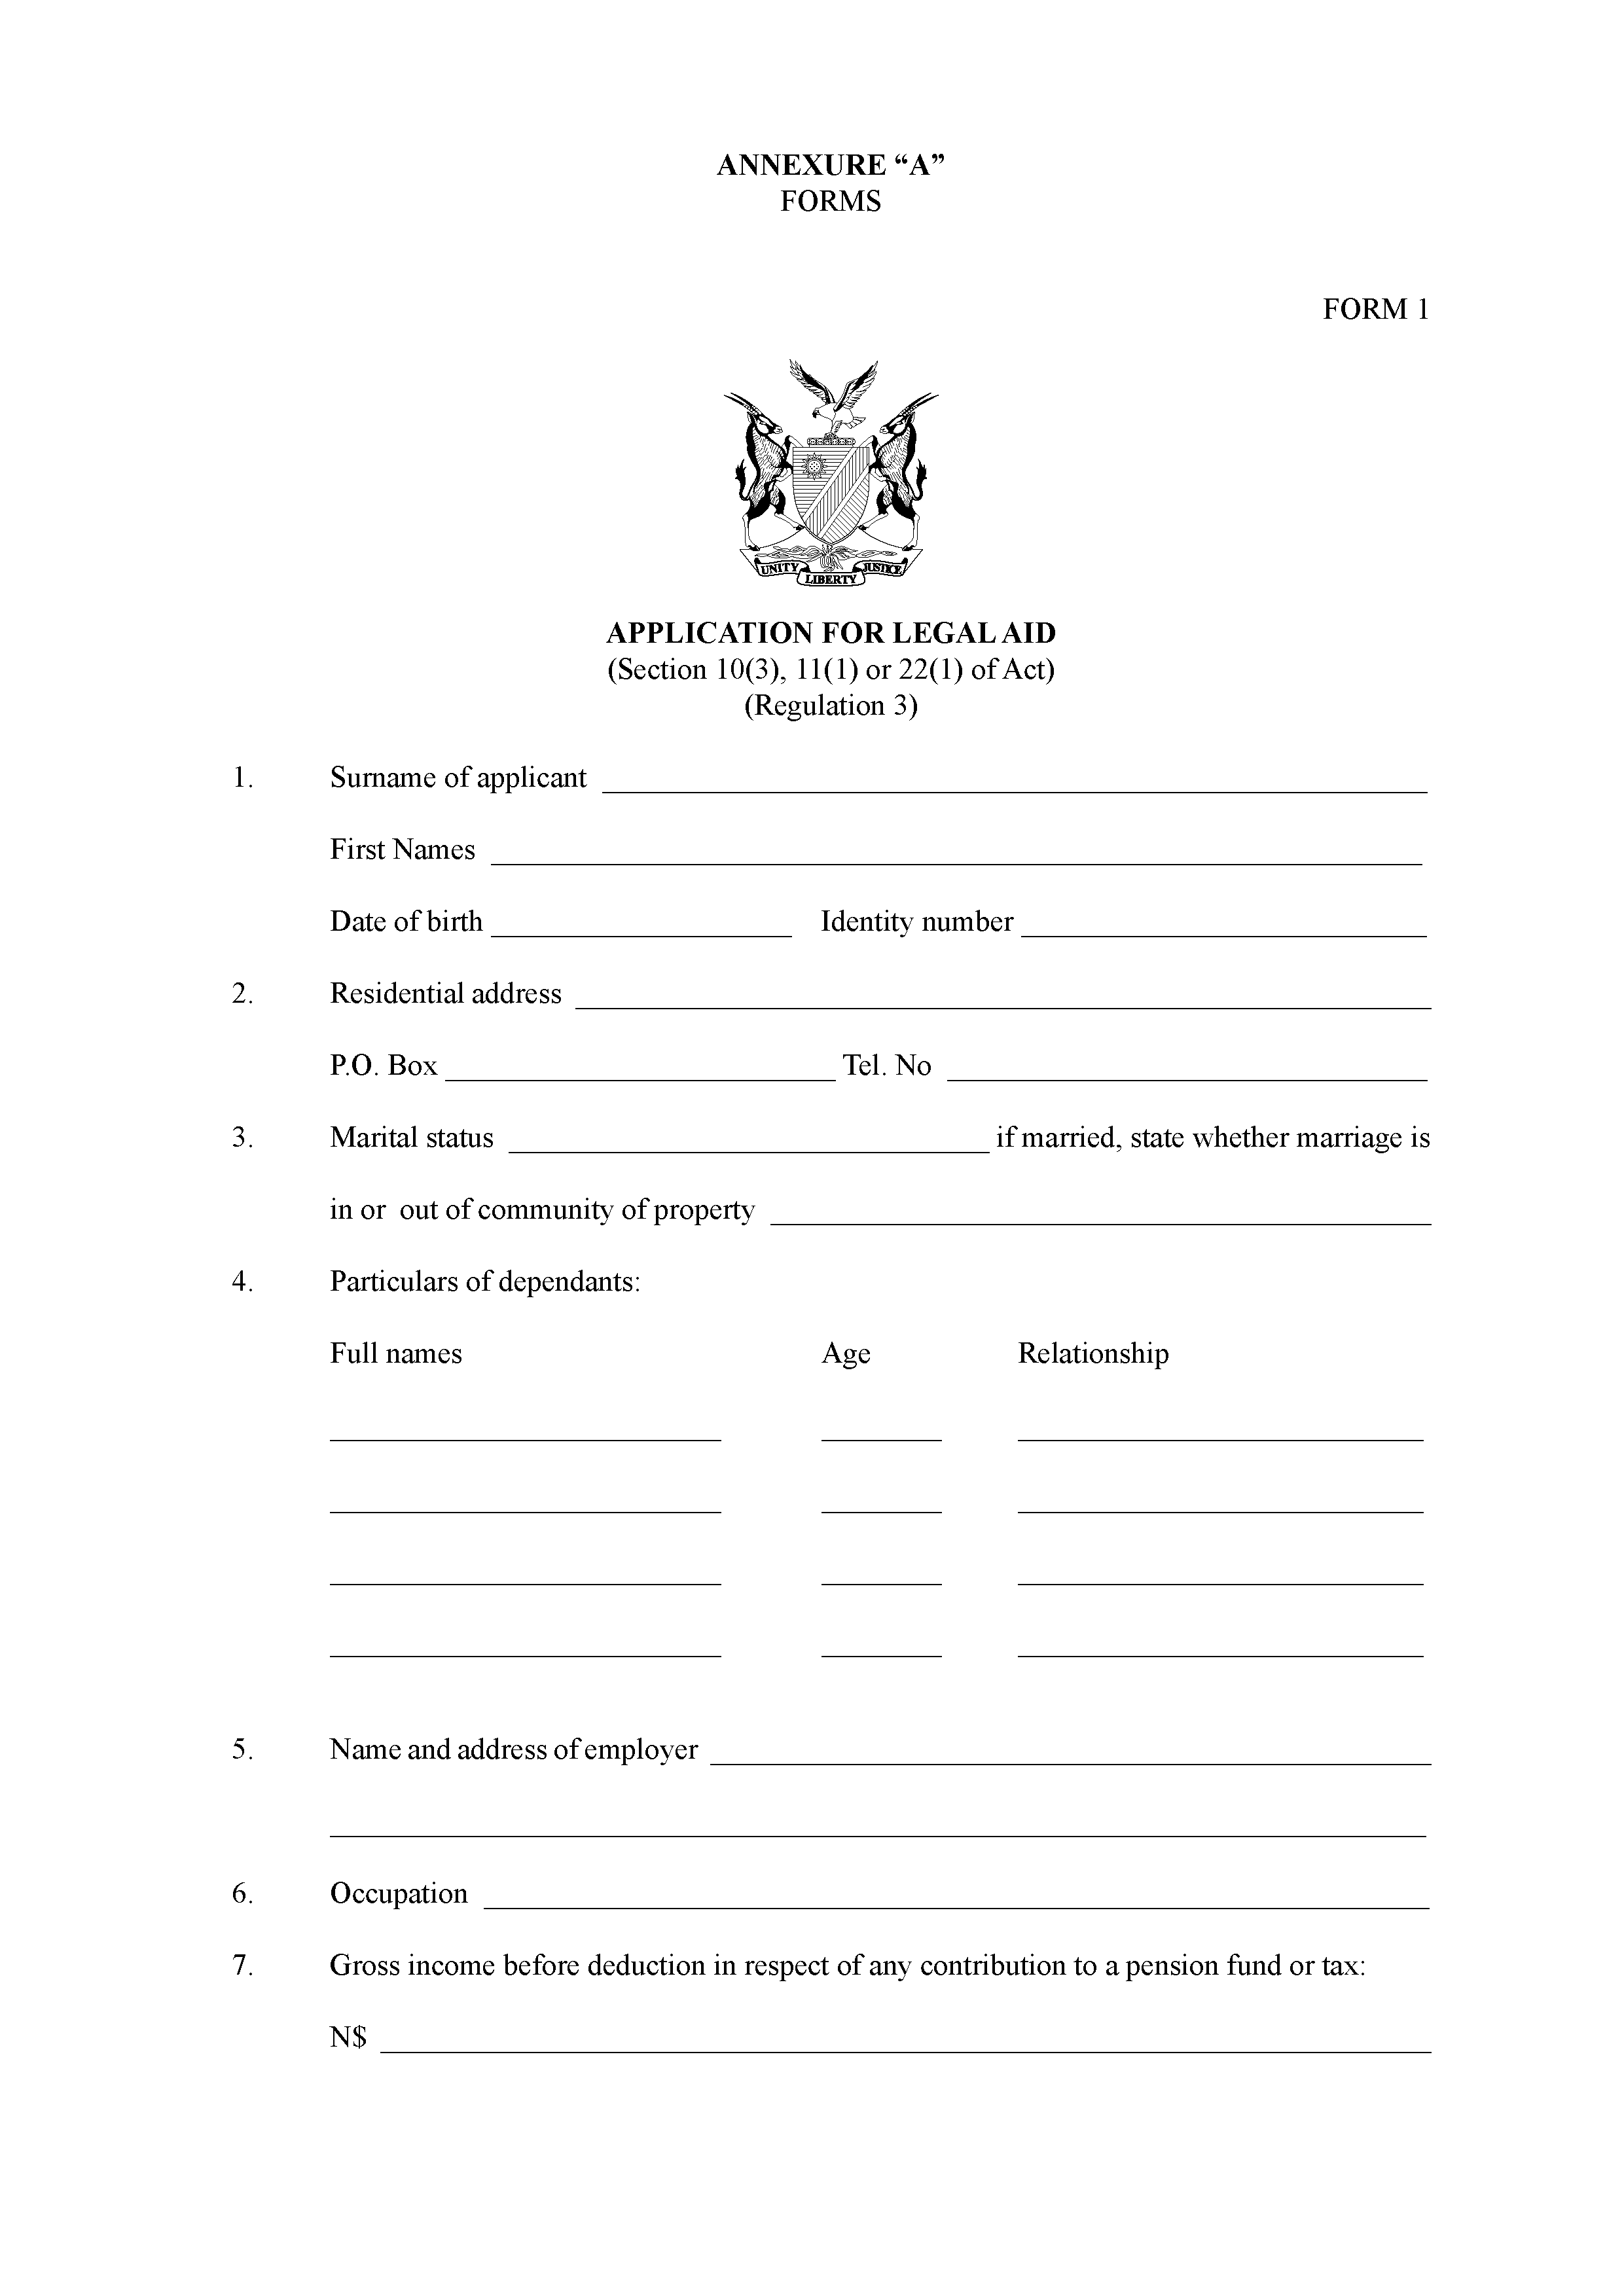 ANNEXURE “A”
FORMS
FORM 1
UNITY LIBERTY JUSTICE
APPLICATION FOR LEGAL AID
(Section 10(3), 11(1) or 22(1) of Act)
(Regulation 3)
1. Surname of applicant
First Names
Date of birth Identity number
2. Residential address
P.O. Box Tel. No
3. Marital status if married, state whether marriage is
in or out of community of property
4. Particulars of dependants:
Full names Age Relationship
5. Name and address of employer
6. Occupation
7. Gross income before deduction in respect of any contribution to a pension fund or tax:
N$